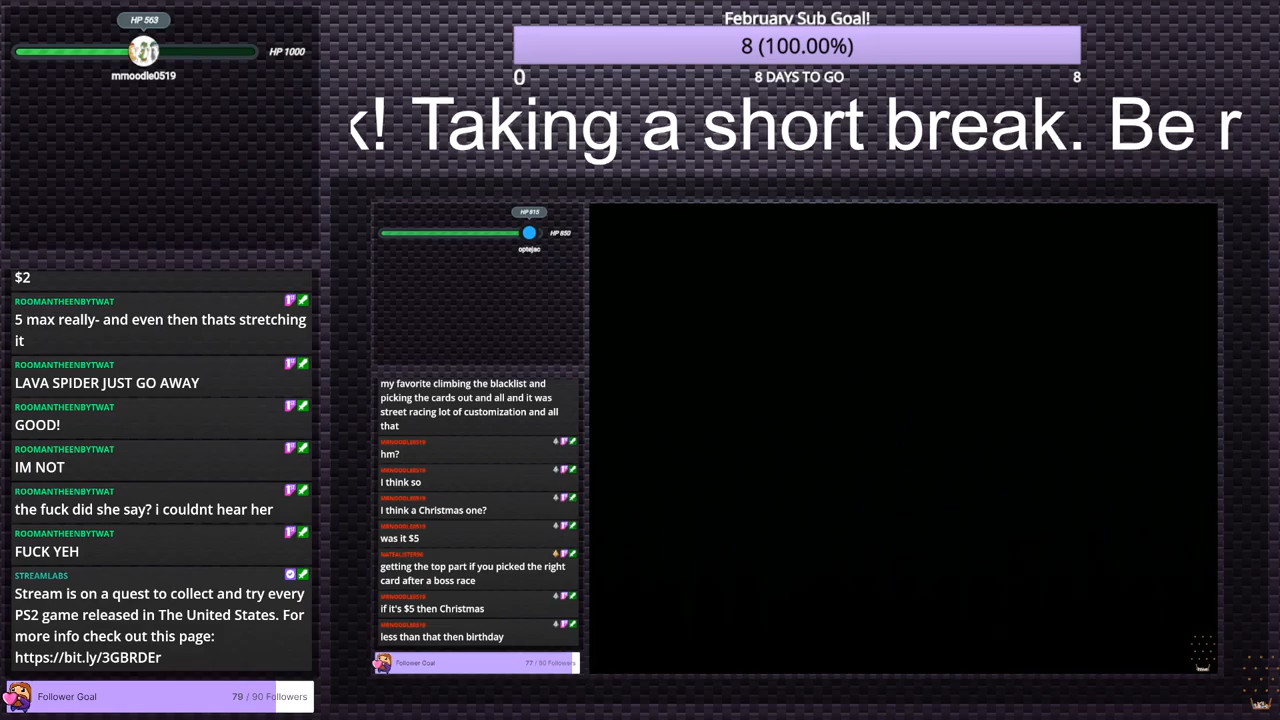 HP 563
HP 1000
mmoodle0519
February Sub Goal!
8 (100.00%)
0
8 DAYS TO GO
8
k! Taking a short break. Be r
$2
ROOMANTHEENBYTWAT
5 max really- and even then thats stretching
it
ROOMANTHEENBYTWAT
LAVA SPIDER JUST GO AWAY
ROOMANTHEENBYTWAT
GOOD!
ROOMANTHEENBYTWAT
IM NOT
ROOMANTHEENBYTWAT
the fuck did she say? i couldnt hear her
ROOMANTHEENBYTWAT
FUCK YEH
STREAMLABS
Stream is on a quest to collect and try every
PS2 game released in The United States. For
more info check out this page:
https://bit.ly/3GBRDEr
Follower Goal
79 / 90 Followers
HP 815
HP 850
optejac
my favorite climbing the blacklist and
picking the cards out and all and it was
street racing lot of customization and all
that
hm?
I think so
I think a Christmas one?
was it $5
getting the top part if you picked the right
card after a boss race
if it's $5 then Christmas
less than that then birthday
Follower Goal
77 / 90 Followers